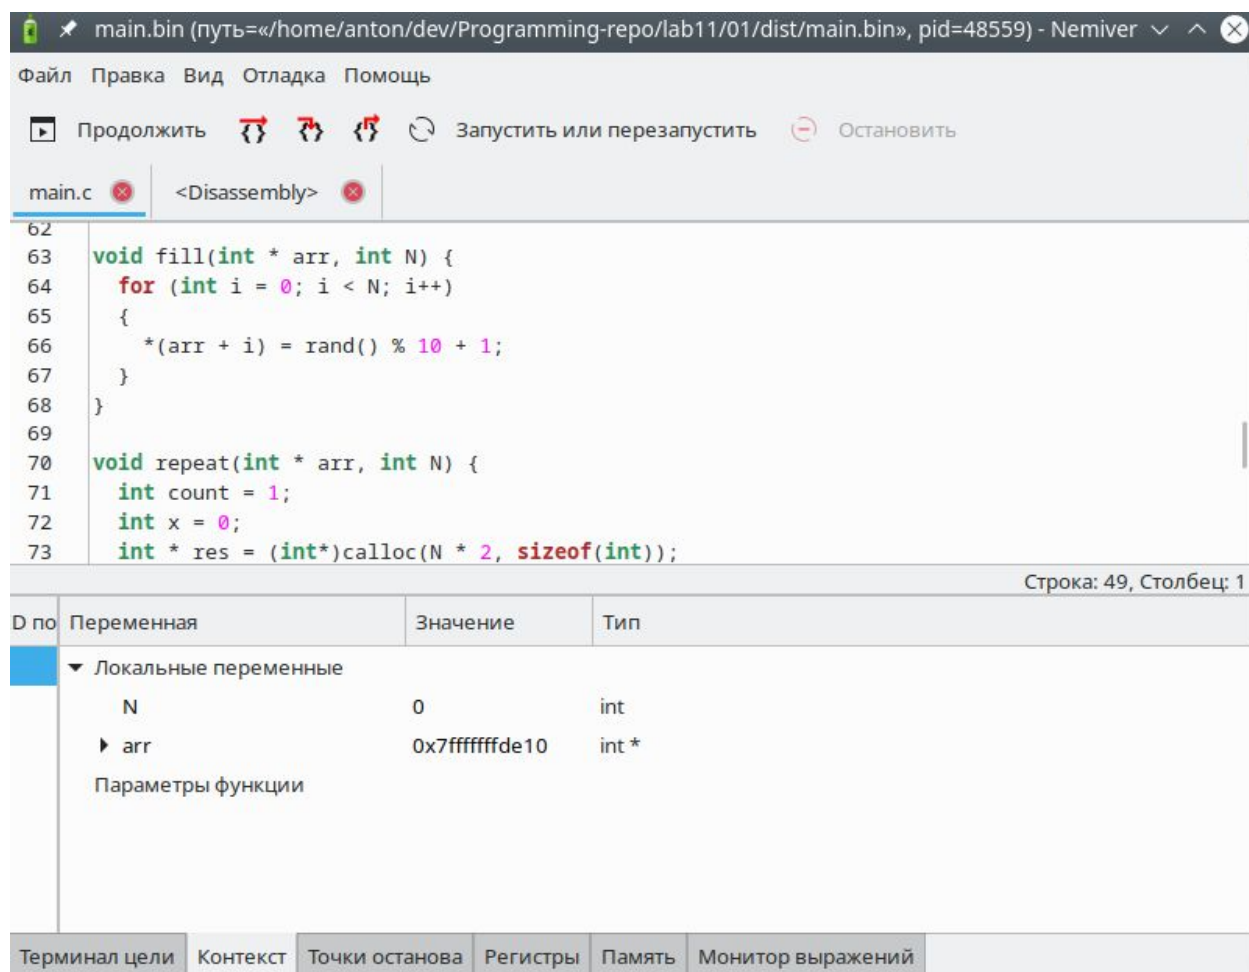 main.bin (путь=«/home/anton/dev/Programming-repo/lab11/01/dist/main.bin», pid=48559) - Nemiver
Файл Правка Вид Отладка Помощь
Продолжить Запустить или перезапустить Остановить
main.c <Disassembly>
62
63 void fill(int * arr, int N) {
64 for (int i = 0; i < N; i++)
65 {
66 *(arr + i) = rand() % 10 + 1;
67 }
68 }
69
70 void repeat(int * arr, int N) {
71 int count = 1;
72 int x = 0;
73 int * res = (int*)calloc(N * 2, sizeof(int));
Строка: 49, Столбец: 1
D по Переменная Значение Тип
Локальные переменные
N 0 int
arr 0x7fffffffde10 int *
Параметры функции
Терминал цели Контекст Точки останова Регистры Память Монитор выражений